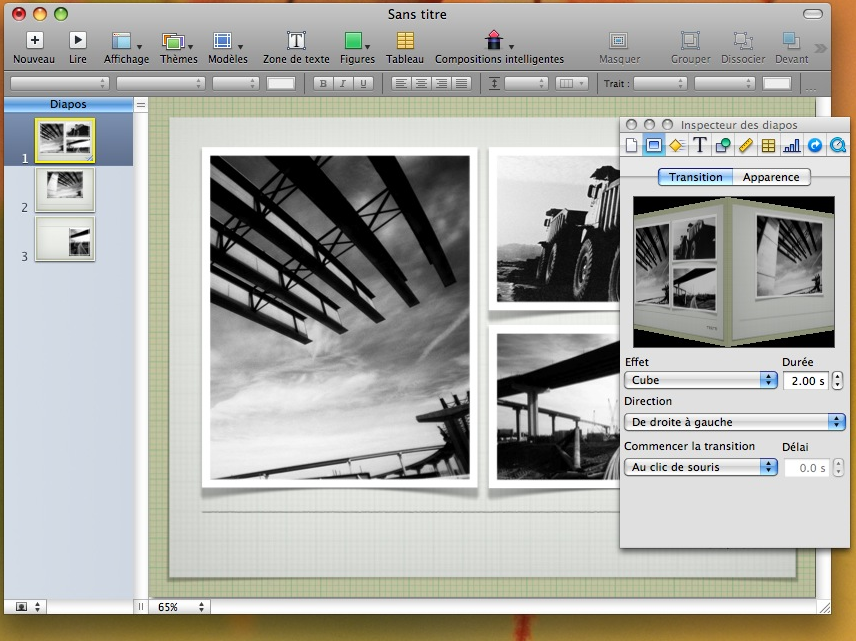 Sans titre
Nouveau Lire Affichage Thèmes Modèles Zone de texte Figures Tableau Compositions intelligentes Masquer Grouper Dissocier Devant
B I U Trait :
Diapos
1
2
3
65%
Inspecteur des diapos
T
Transition Apparence
Effet Durée
Cube 2.00 s
Direction
De droite à gauche
Commencer la transition Délai
Au clic de souris 0.0 s